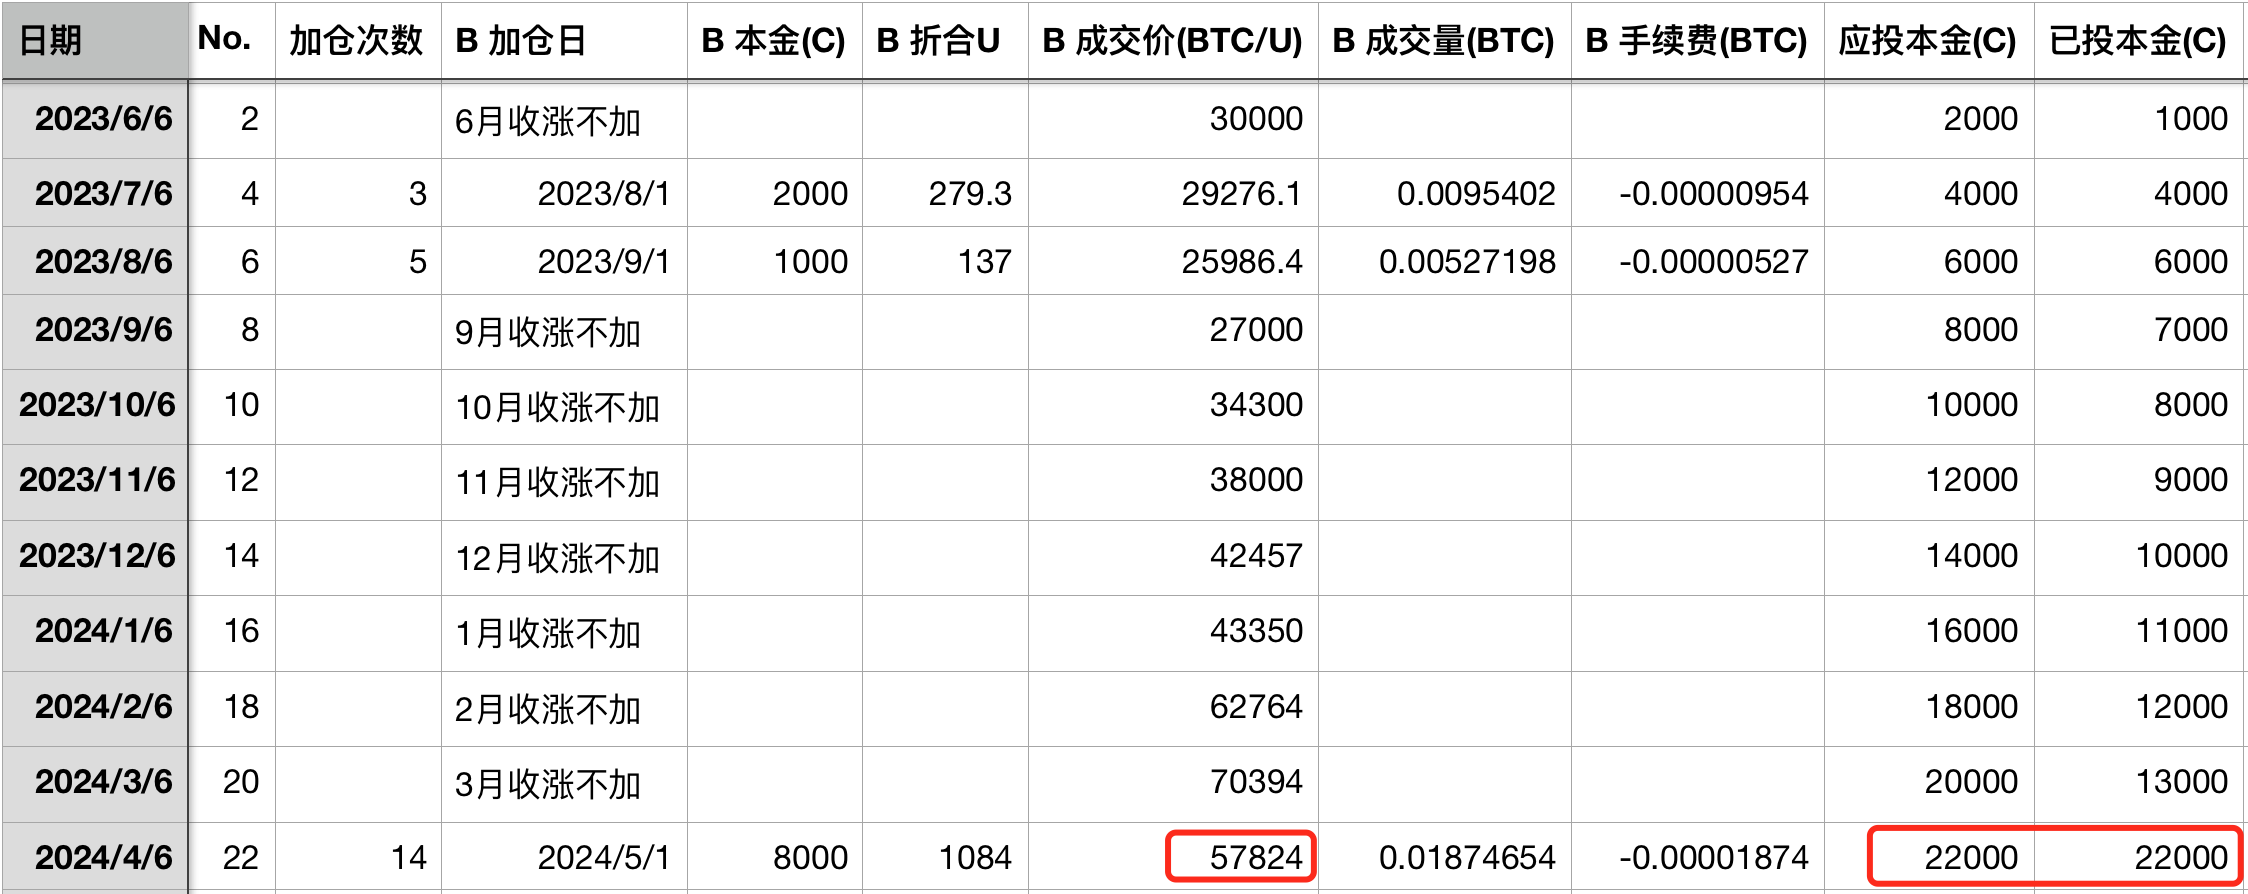 日期 No. 加仓次数 B 加仓日 B 本金(C) B 折合U B 成交价(BTC/U) B 成交量(BTC) B 手续费(BTC) 应投本金(C) 已投本金(C)
2023/6/6 2 6月收涨不加 30000 2000 1000
2023/7/6 4 3 2023/8/1 2000 279.3 29276.1 0.0095402 -0.00000954 4000 4000
2023/8/6 6 5 2023/9/1 1000 137 25986.4 0.00527198 -0.00000527 6000 6000
2023/9/6 8 9月收涨不加 27000 8000 7000
2023/10/6 10 10月收涨不加 34300 10000 8000
2023/11/6 12 11月收涨不加 38000 12000 9000
2023/12/6 14 12月收涨不加 42457 14000 10000
2024/1/6 16 1月收涨不加 43350 16000 11000
2024/2/6 18 2月收涨不加 62764 18000 12000
2024/3/6 20 3月收涨不加 70394 20000 13000
2024/4/6 22 14 2024/5/1 8000 1084 57824 0.01874654 -0.00001874 22000 22000